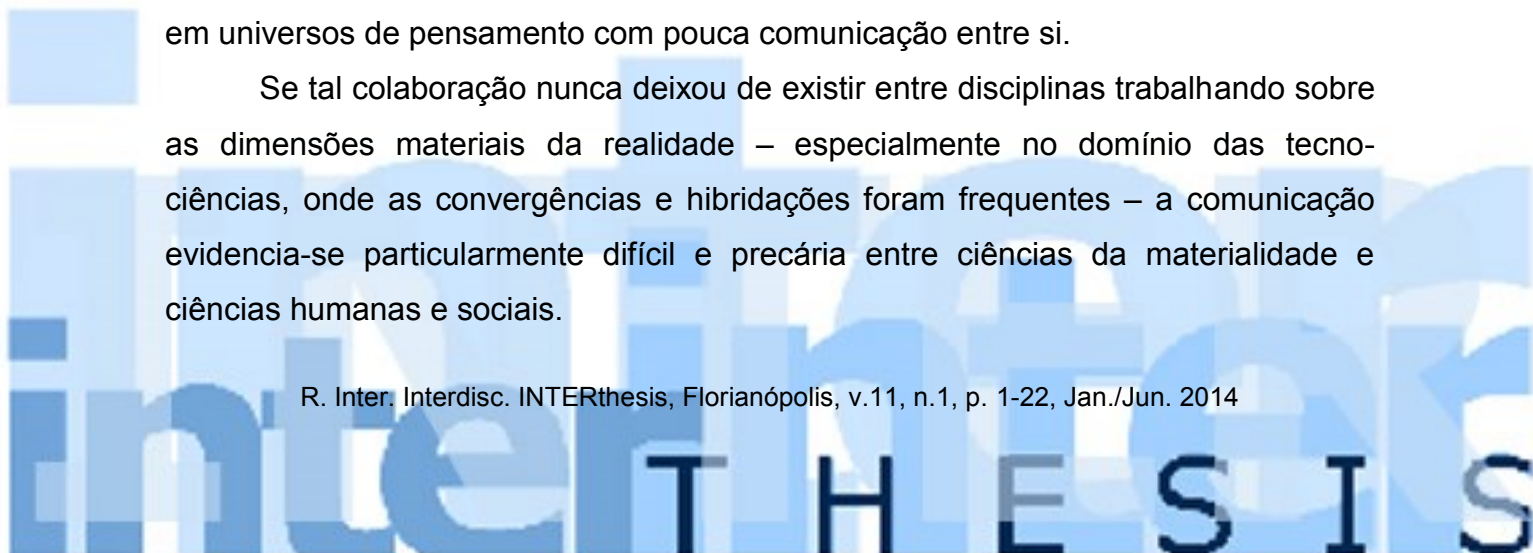 em universos de pensamento com pouca comunicação entre si.
Se tal colaboração nunca deixou de existir entre disciplinas trabalhando sobre
as dimensões materiais da realidade – especialmente no domínio das tecno-
ciências, onde as convergências e hibridações foram frequentes – a comunicação
evidencia-se particularmente difícil e precária entre ciências da materialidade e
ciências humanas e sociais.
R. Inter. Interdisc. INTERthesis, Florianópolis, v.11, n.1, p. 1-22, Jan./Jun. 2014
inter
inter
inter
THESIS